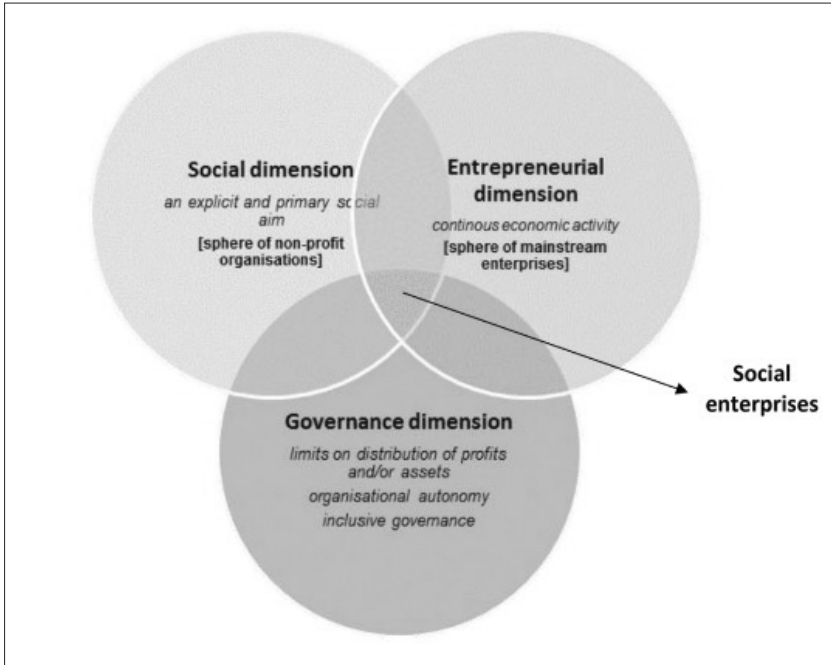 Social dimension
an explicit and primary social
aim
[sphere of non-profit
organisations]
Entrepreneurial
dimension
continous economic activity
[sphere of mainstream
enterprises]
Social
enterprises
Governance dimension
limits on distribution of profits
and/or assets
organisational autonomy
inclusive governance